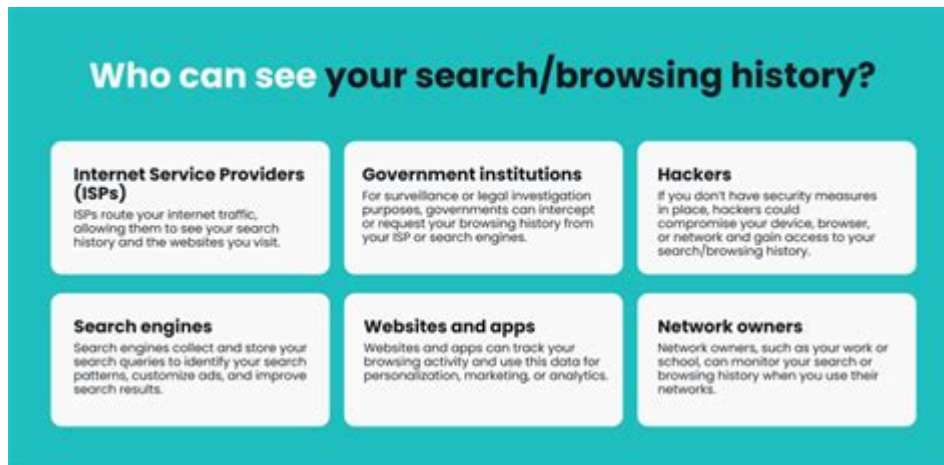 Who can see your search/browsing history?
Internet Service Providers
(ISPs)
ISPs route your internet traffic,
allowing them to see your search
history and the websites you visit.
Government institutions
For surveillance or legal investigation
purposes, governments can intercept
or request your browsing history from
your ISP or search engines.
Hackers
If you don't have security measures
in place, hackers could
compromise your device, browser,
or network and gain access to your
search/browsing history.
Search engines
Search engines collect and store your
search queries to identify your search
patterns, customize ads, and improve
search results.
Websites and apps
Websites and apps can track your
browsing activity and use this data for
personalization, marketing, or analytics.
Network owners
Network owners, such as your work or
school, can monitor your search or
browsing history when you use their
networks.